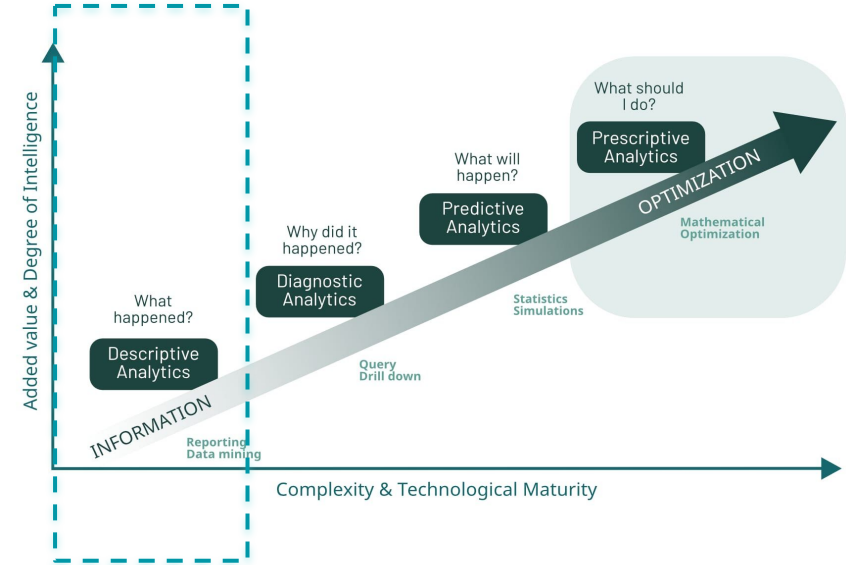 What should
I do?
Prescriptive
Analytics
OPTIMIZATION
Mathematical
Optimization
What will
happen?
Predictive
Analytics
Statistics
Simulations
Why did it
happened?
Diagnostic
Analytics
Query
Drill down
What
happened?
Descriptive
Analytics
INFORMATION
Reporting
Data mining
Added value & Degree of Intelligence
Complexity & Technological Maturity